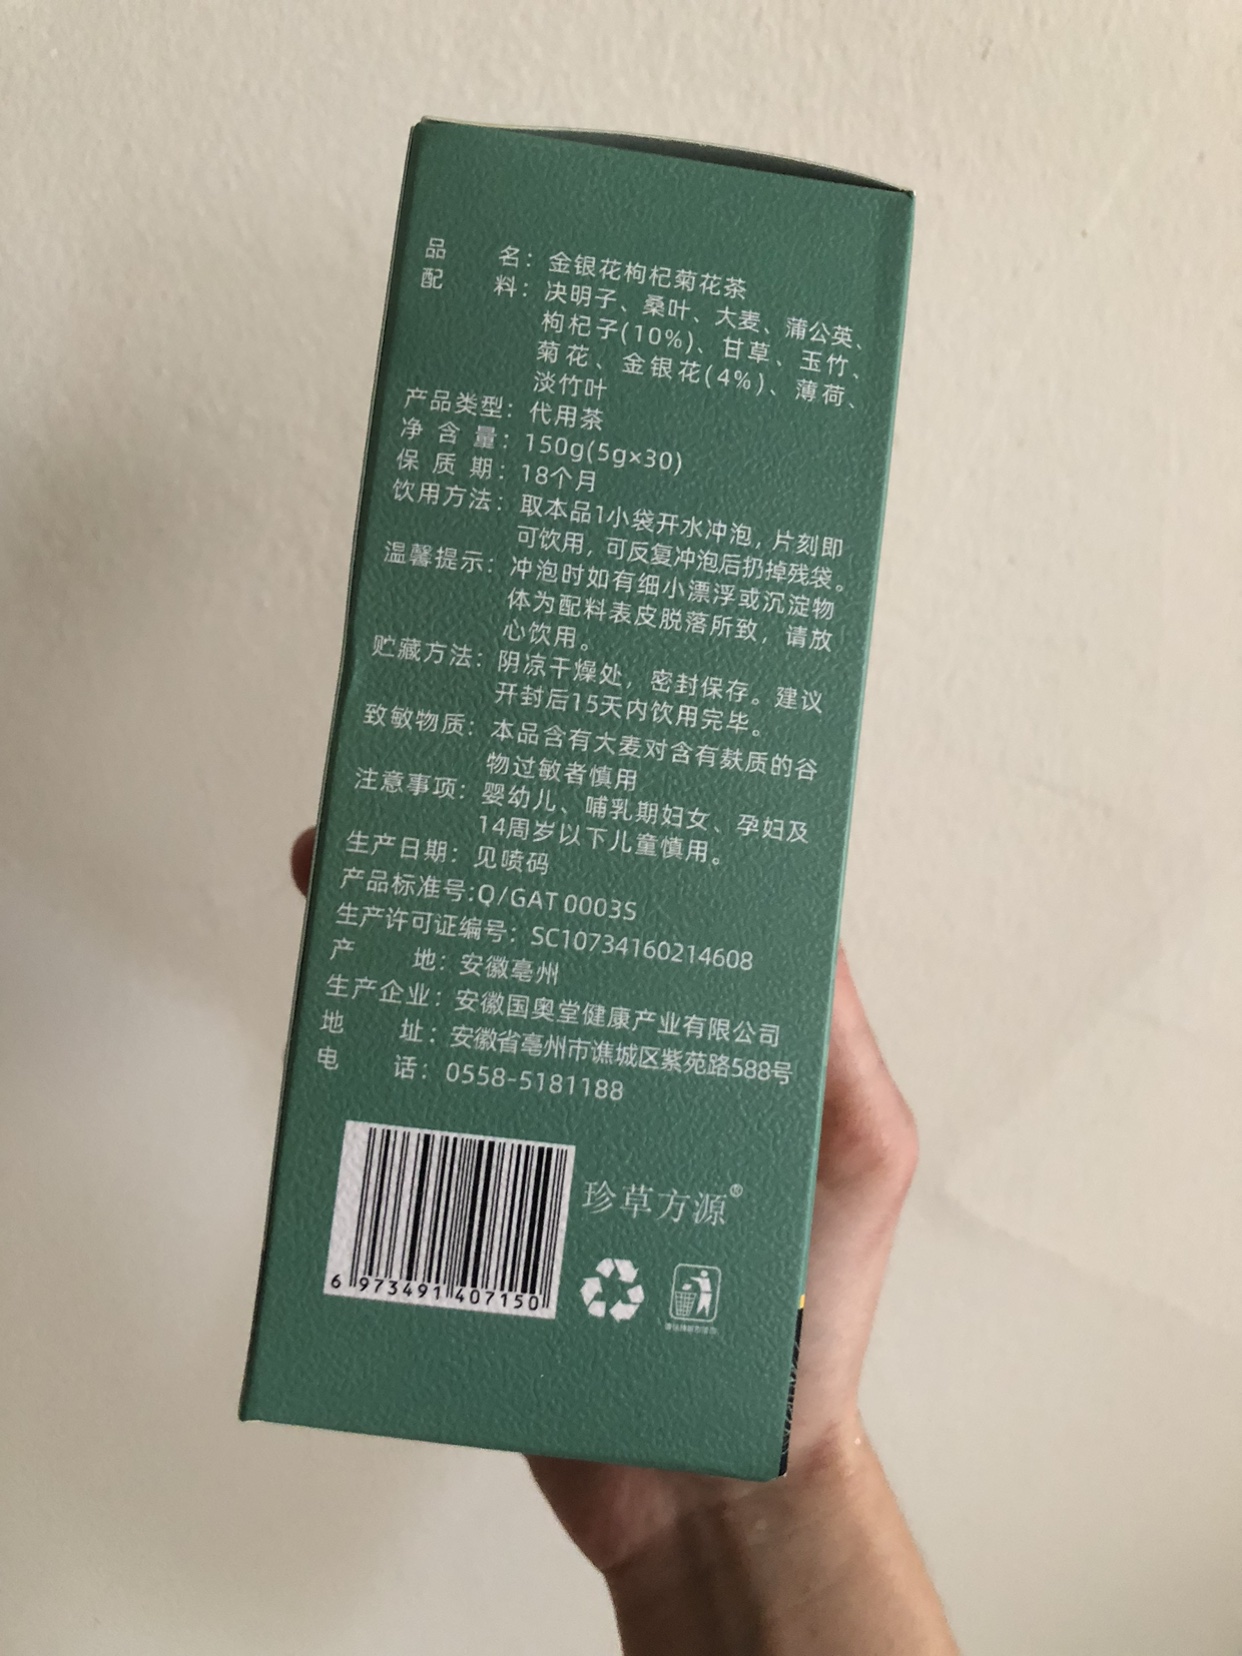 品名：金银花枸杞菊花茶
配料：决明子、桑叶、大麦、蒲公英、
枸杞子(10%)、甘草、玉竹、
菊花、金银花(4%)、薄荷、
淡竹叶
产品类型：代用茶
净含量：150g(5g×30)
保质期：18个月
饮用方法：取本品1小袋开水冲泡，片刻即
可饮用，可反复冲泡后扔掉残袋。
温馨提示：冲泡时如有细小漂浮或沉淀物
体为配料表皮脱落所致，请放
心饮用。
贮藏方法：阴凉干燥处，密封保存。建议
开封后15天内饮用完毕。
致敏物质：本品含有大麦对含有麸质的谷
物过敏者慎用
注意事项：婴幼儿、哺乳期妇女、孕妇及
14周岁以下儿童慎用。
生产日期：见喷码
产品标准号:Q/GAT 0003S
生产许可证编号：SC10734160214608
产地：安徽亳州
生产企业：安徽国奥堂健康产业有限公司
地址：安徽省亳州市谯城区紫苑路588号
电话：0558-5181188
珍草方源®
6 973491 407150